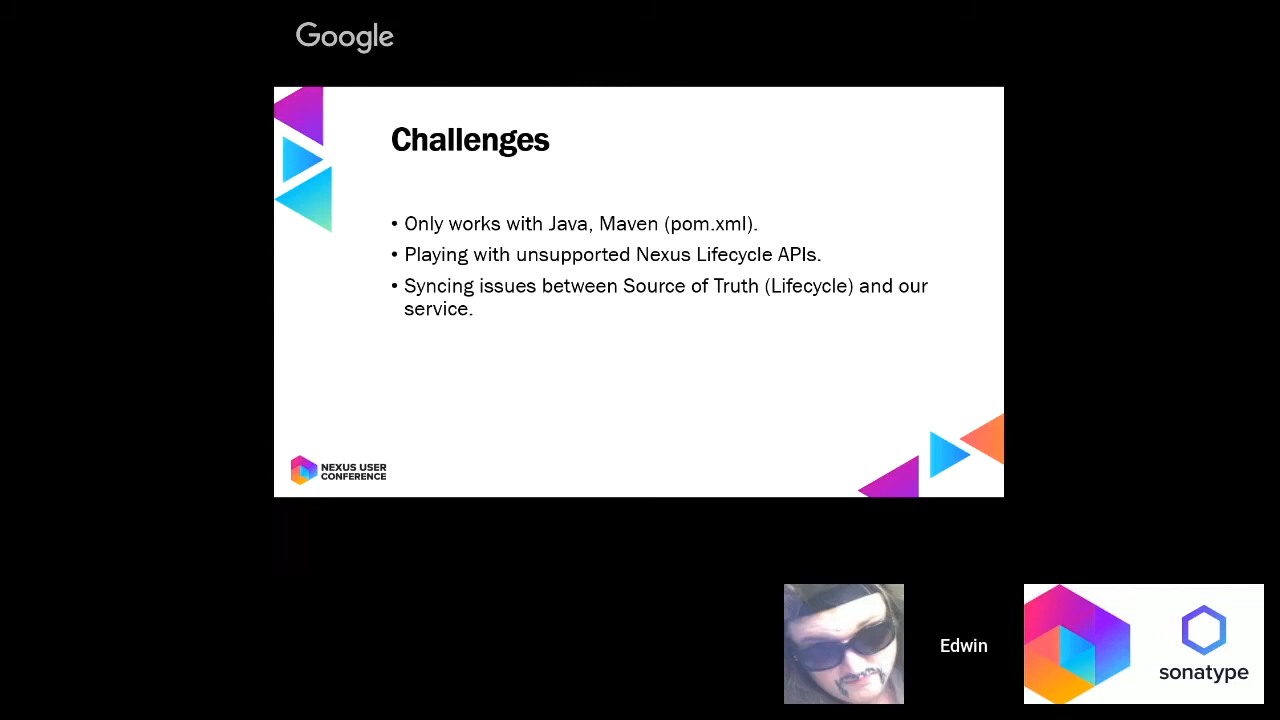 Google
Challenges
• Only works with Java, Maven (pom.xml).
• Playing with unsupported Nexus Lifecycle APIs.
• Syncing issues between Source of Truth (Lifecycle) and our
service.
NEXUS USER
CONFERENCE
Edwin
sonatype